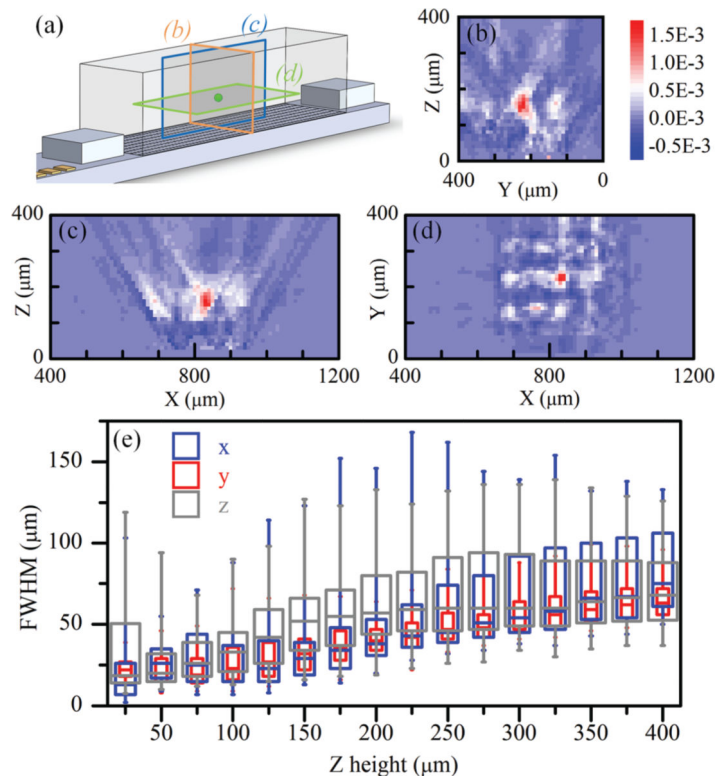 (a)
(b)
(c)
(d)
(b)
400
Z (μm)
0
400
Y (μm)
0
1.5E-3
1.0E-3
0.5E-3
0.0E-3
-0.5E-3
(c)
400
Z (μm)
0
400
800
1200
X (μm)
(d)
400
Y (μm)
0
400
800
1200
X (μm)
(e)
x
y
z
FWHM (μm)
150
100
50
0
50 100 150 200 250 300 350 400
Z height (μm)